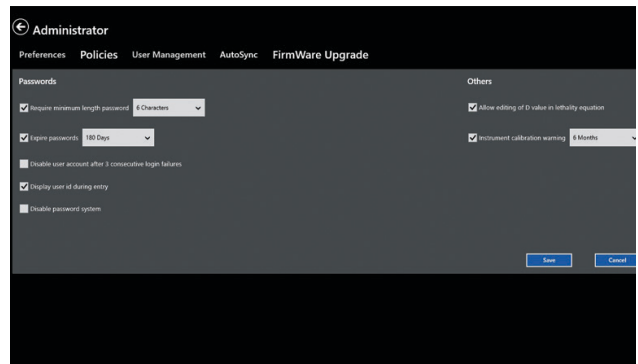 Administrator
Preferences Policies User Management AutoSync FirmWare Upgrade
Passwords
Require minimum length password 6 Characters
Expire passwords 180 Days
Disable user account after 3 consecutive login failures
Display user id during entry
Disable password system
Others
Allow editing of D value in lethality equation
Instrument calibration warning 6 Months
Save Cancel